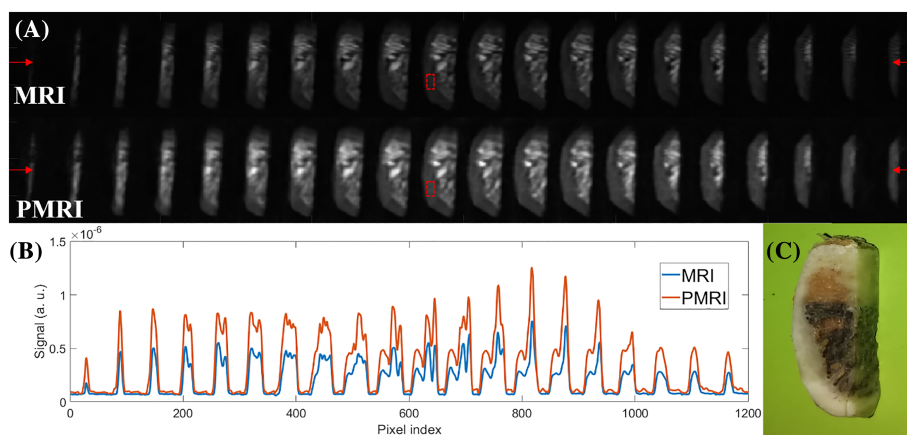 (A)
MRI
PMRI
(B)
×10⁻⁶
1.5
1
0.5
0
Signal (a. u.)
0 200 400 600 800 1000 1200
Pixel index
MRI
PMRI
(C)